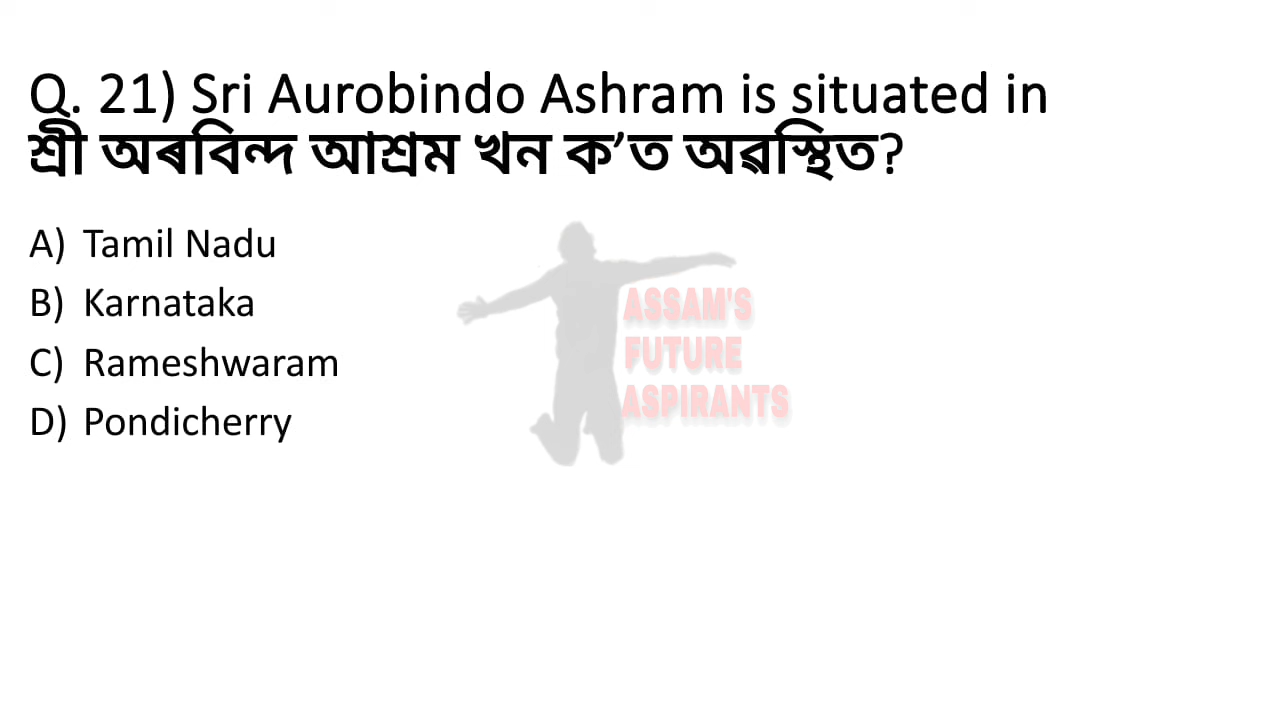 Q. 21) Sri Aurobindo Ashram is situated in
শ্ৰী অৰবিন্দ আশ্ৰম খন ক’ত অৱস্থিত?
A) Tamil Nadu
B) Karnataka
C) Rameshwaram
D) Pondicherry
ASSAM'S
FUTURE
ASPIRANTS